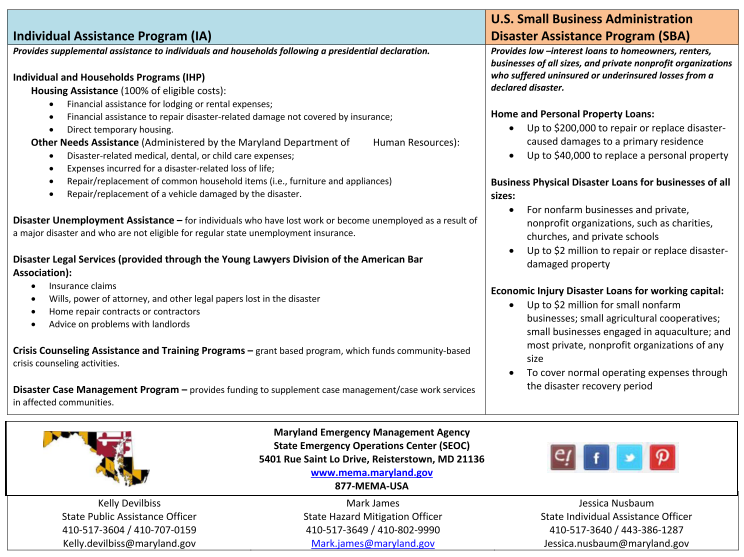 Individual Assistance Program (IA)
Provides supplemental assistance to individuals and households following a presidential declaration.
Individual and Households Programs (IHP)
Housing Assistance (100% of eligible costs):
• Financial assistance for lodging or rental expenses;
• Financial assistance to repair disaster-related damage not covered by insurance;
• Direct temporary housing.
Other Needs Assistance (Administered by the Maryland Department of Human Resources):
• Disaster-related medical, dental, or child care expenses;
• Expenses incurred for a disaster-related loss of life;
• Repair/replacement of common household items (i.e., furniture and appliances)
• Repair/replacement of a vehicle damaged by the disaster.
Disaster Unemployment Assistance – for individuals who have lost work or become unemployed as a result of
a major disaster and who are not eligible for regular state unemployment insurance.
Disaster Legal Services (provided through the Young Lawyers Division of the American Bar
Association):
• Insurance claims
• Wills, power of attorney, and other legal papers lost in the disaster
• Home repair contracts or contractors
• Advice on problems with landlords
Crisis Counseling Assistance and Training Programs – grant based program, which funds community-based
crisis counseling activities.
Disaster Case Management Program – provides funding to supplement case management/case work services
in affected communities.
U.S. Small Business Administration
Disaster Assistance Program (SBA)
Provides low –interest loans to homeowners, renters,
businesses of all sizes, and private nonprofit organizations
who suffered uninsured or underinsured losses from a
declared disaster.
Home and Personal Property Loans:
• Up to $200,000 to repair or replace disaster-
caused damages to a primary residence
• Up to $40,000 to replace a personal property
Business Physical Disaster Loans for businesses of all
sizes:
• For nonfarm businesses and private,
nonprofit organizations, such as charities,
churches, and private schools
• Up to $2 million to repair or replace disaster-
damaged property
Economic Injury Disaster Loans for working capital:
• Up to $2 million for small nonfarm
businesses; small agricultural cooperatives;
small businesses engaged in aquaculture; and
most private, nonprofit organizations of any
size
• To cover normal operating expenses through
the disaster recovery period
Maryland Emergency Management Agency
State Emergency Operations Center (SEOC)
5401 Rue Saint Lo Drive, Reisterstown, MD 21136
www.mema.maryland.gov
877-MEMA-USA
e!
f
Kelly Devilbiss
State Public Assistance Officer
410-517-3604 / 410-707-0159
Kelly.devilbiss@maryland.gov
Mark James
State Hazard Mitigation Officer
410-517-3649 / 410-802-9990
Mark.james@maryland.gov
Jessica Nusbaum
State Individual Assistance Officer
410-517-3640 / 443-386-1287
Jessica.nusbaum@maryland.gov